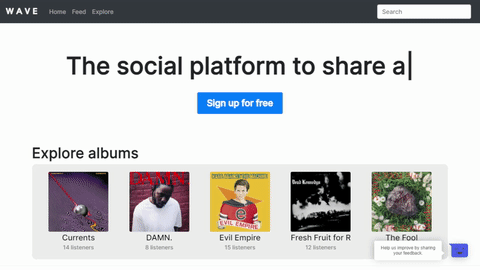 WAVE Home Feed Explore Search
The social platform to share a|
Sign up for free
Explore albums
DAMN.
EVIL EMPIRE
Dead Kennedys
Currents DAMN. Evil Empire Fresh Fruit for R The Fool
14 listeners 8 listeners 15 listeners 12 listeners
Help us improve by sharing
your feedback.